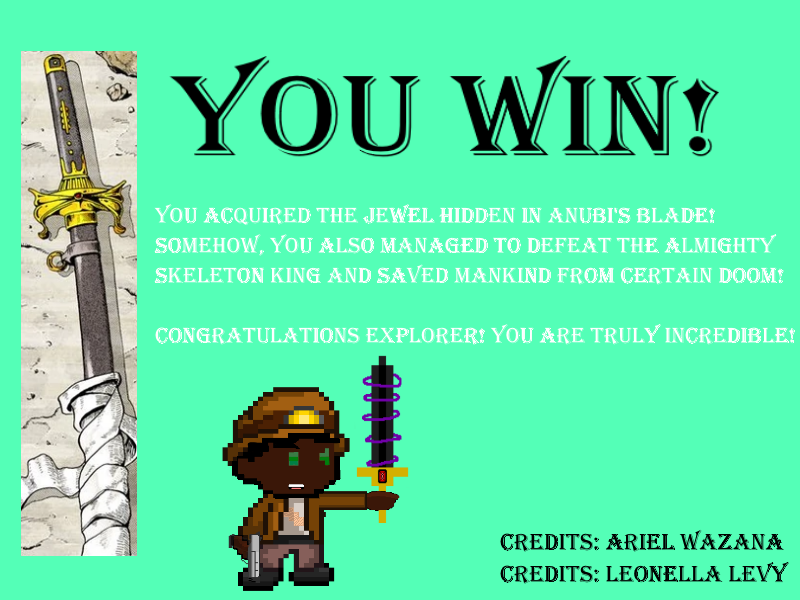 YOU WIN!
YOU ACQUIRED THE JEWEL HIDDEN IN ANUBI'S BLADE!
SOMEHOW, YOU ALSO MANAGED TO DEFEAT THE ALMIGHTY
SKELETON KING AND SAVED MANKIND FROM CERTAIN DOOM!
CONGRATULATIONS EXPLORER! YOU ARE TRULY INCREDIBLE!
CREDITS: ARIEL WAZANA
CREDITS: LEONELLA LEVY